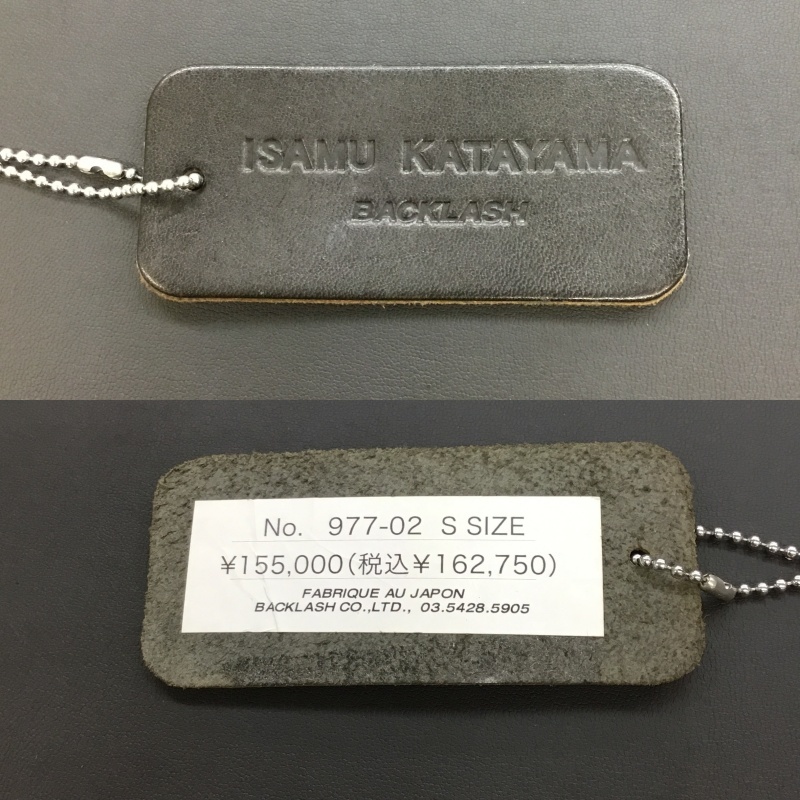 ISAMU KATAYAMA
BACKLASH
No. 977-02 S SIZE
¥155,000(税込¥162,750)
FABRIQUE AU JAPON
BACKLASH CO.,LTD., 03.5428.5905